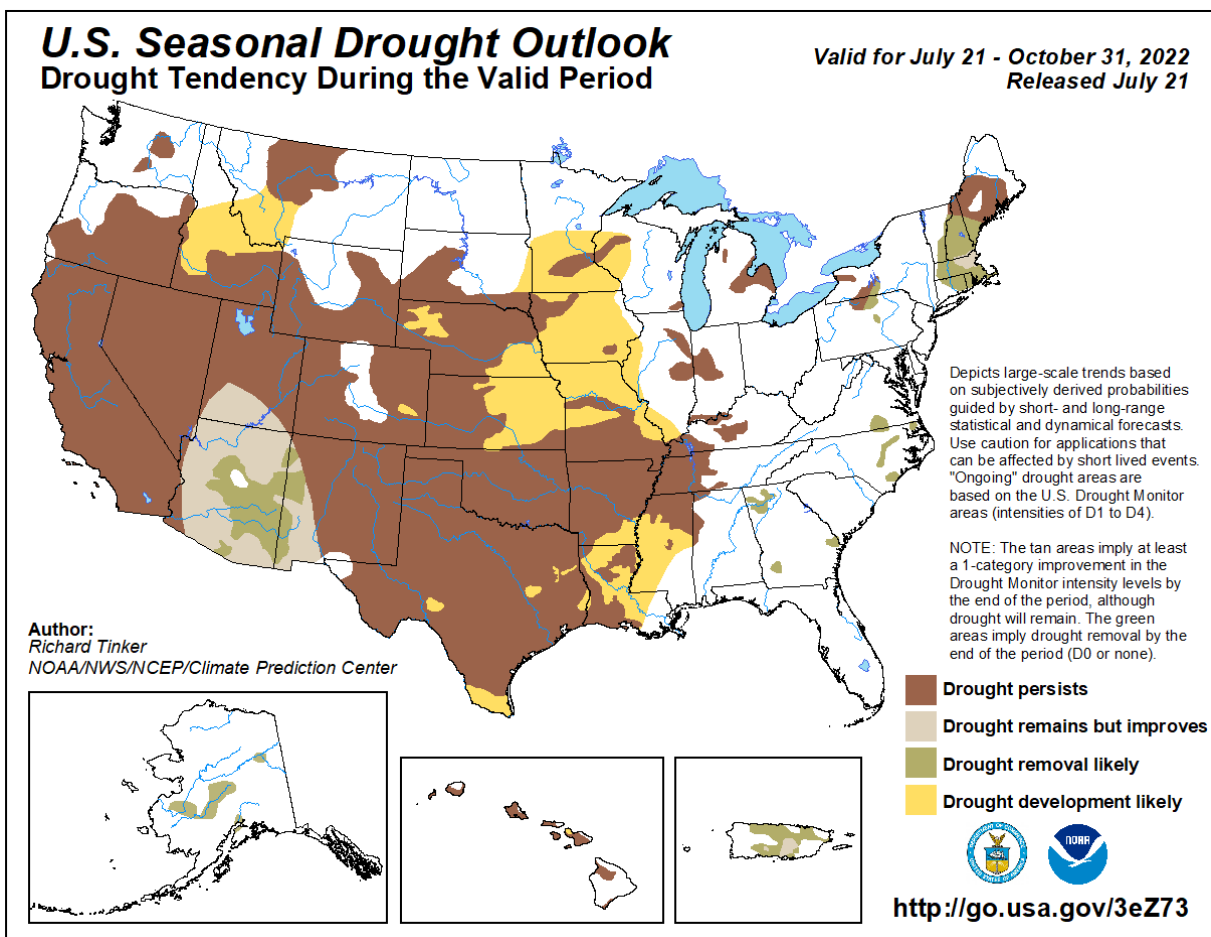 U.S. Seasonal Drought Outlook
Drought Tendency During the Valid Period
Valid for July 21 - October 31, 2022
Released July 21
Depicts large-scale trends based
on subjectively derived probabilities
guided by short- and long-range
statistical and dynamical forecasts.
Use caution for applications that
can be affected by short lived events.
"Ongoing" drought areas are
based on the U.S. Drought Monitor
areas (intensities of D1 to D4).
NOTE: The tan areas imply at least
a 1-category improvement in the
Drought Monitor intensity levels by
the end of the period, although
drought will remain. The green
areas imply drought removal by the
end of the period (D0 or none).
Author:
Richard Tinker
NOAA/NWS/NCEP/Climate Prediction Center
Drought persists
Drought remains but improves
Drought removal likely
Drought development likely
NOAA
http://go.usa.gov/3eZ73